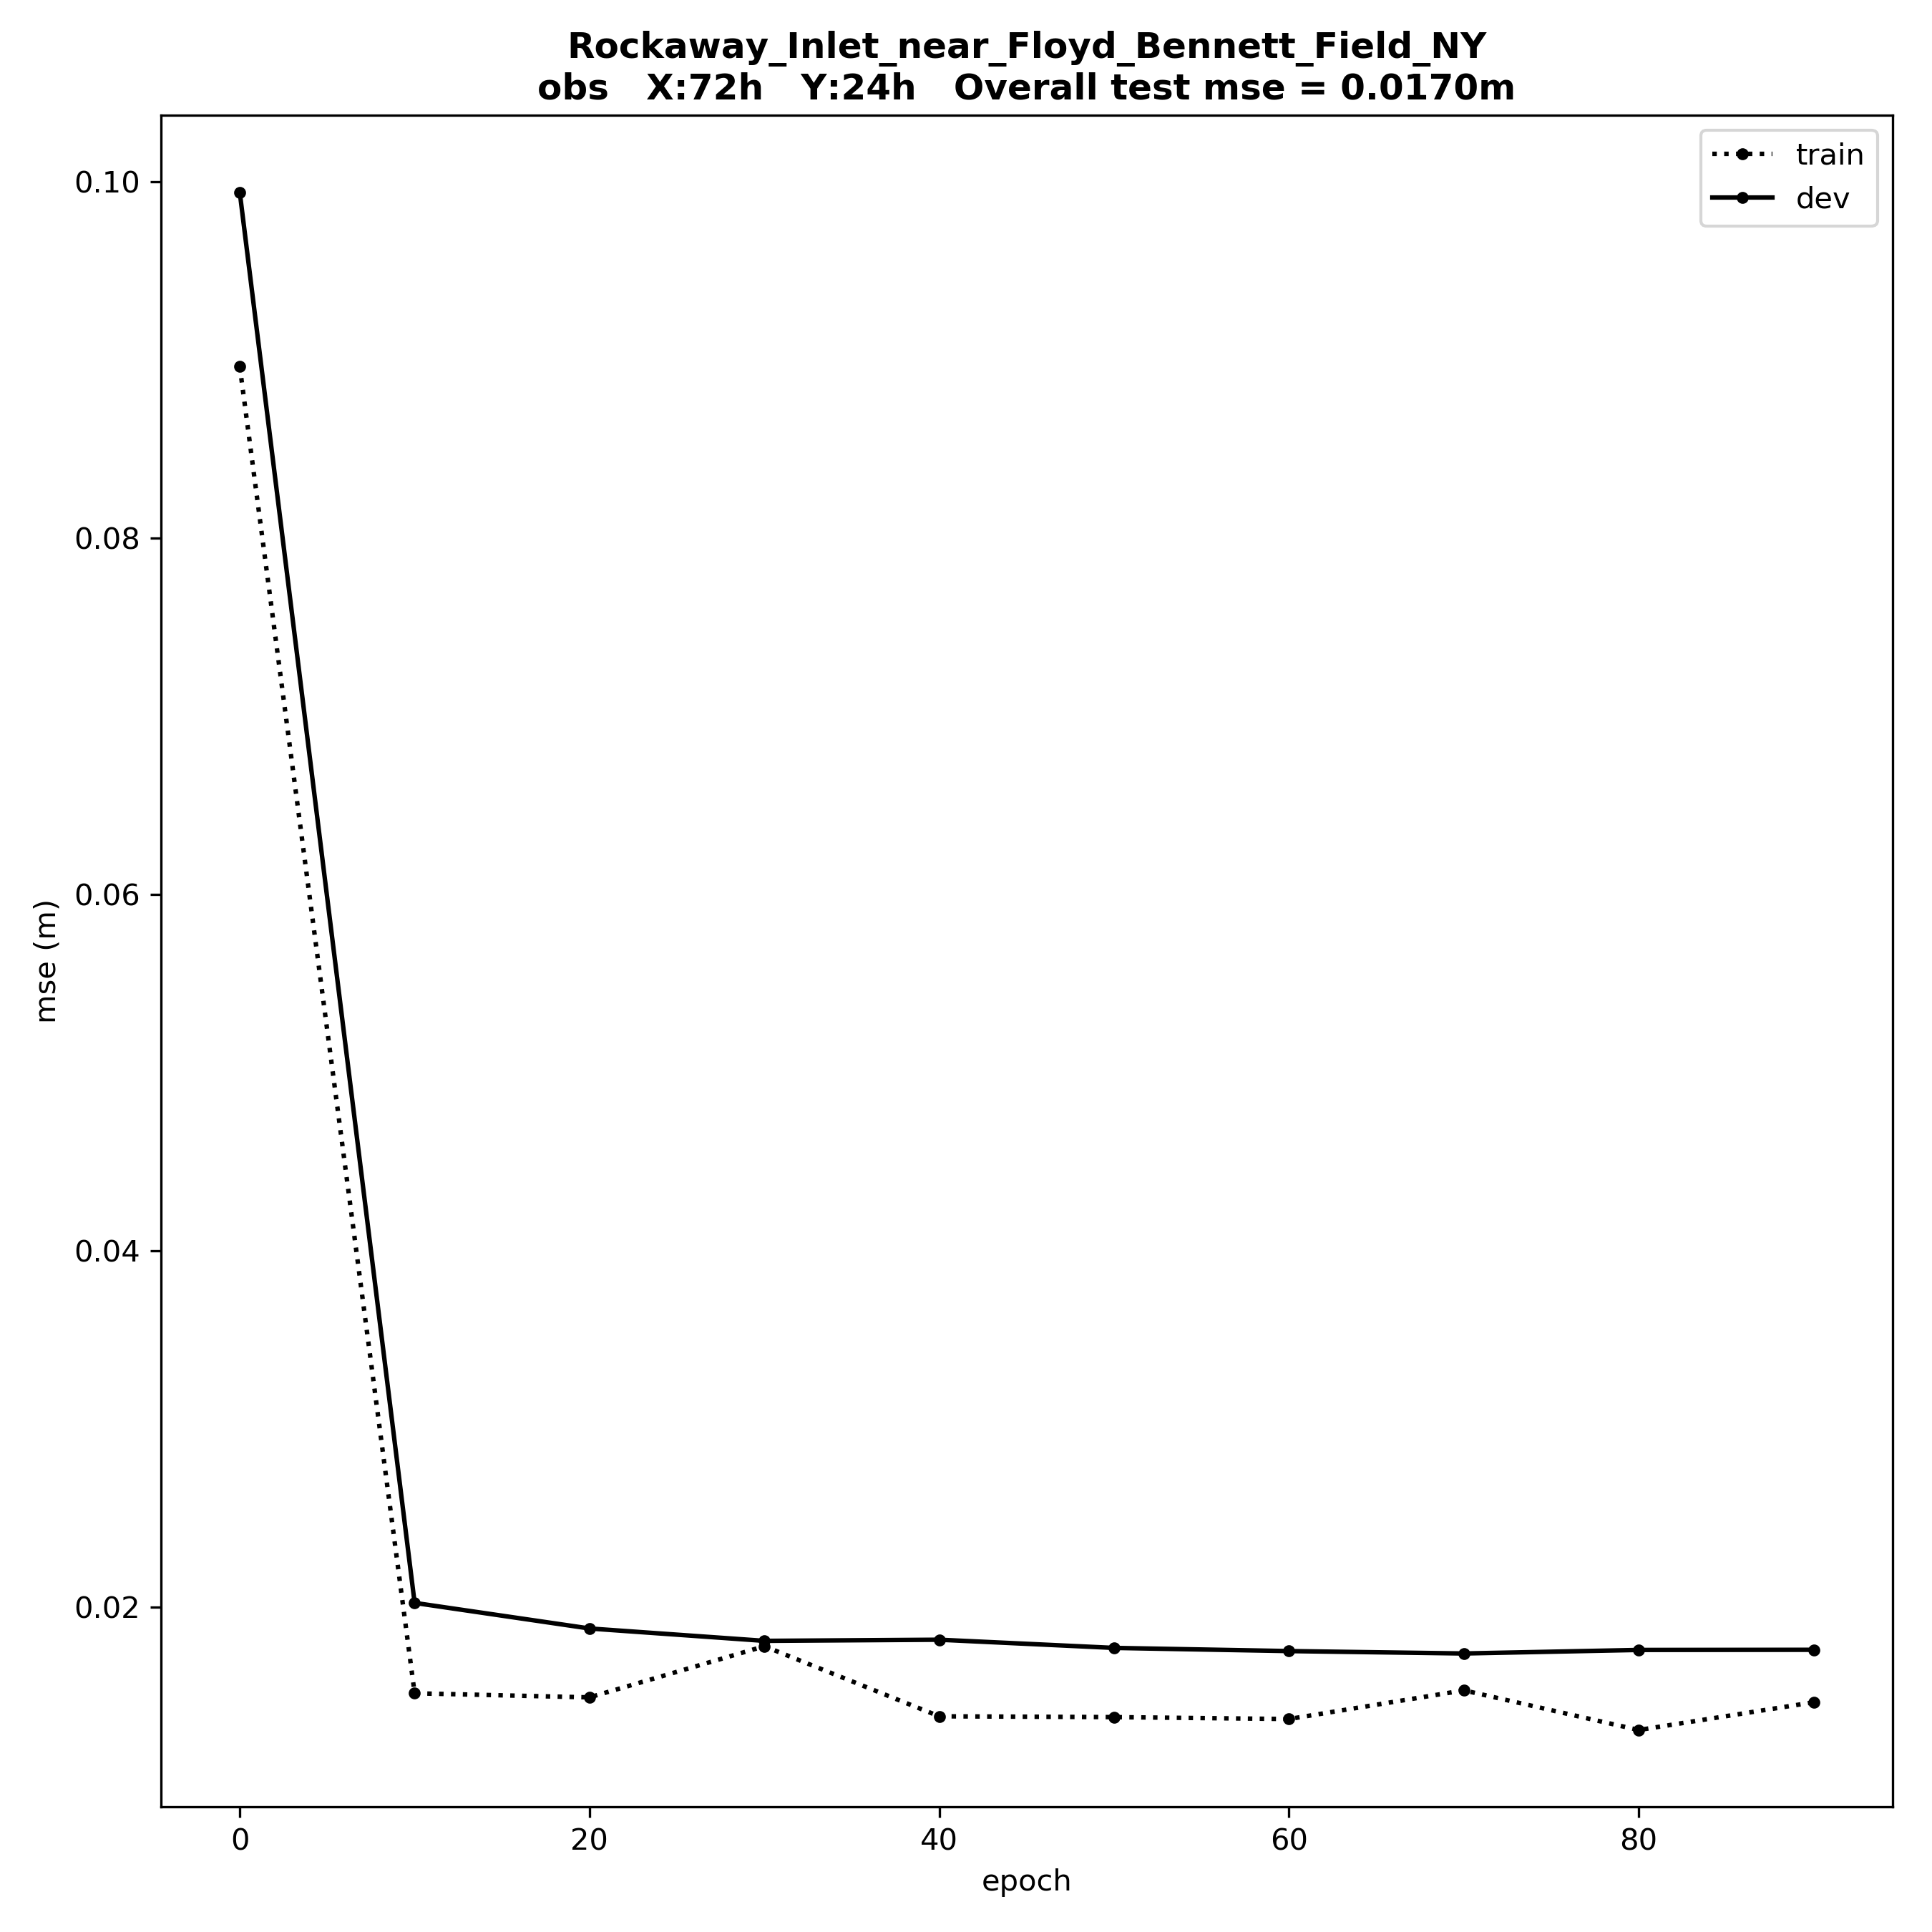 Rockaway_Inlet_near_Floyd_Bennett_Field_NY
obs X:72h Y:24h Overall test mse = 0.0170m
train
dev
0.10
0.08
0.06
0.04
0.02
mse (m)
0 20 40 60 80
epoch